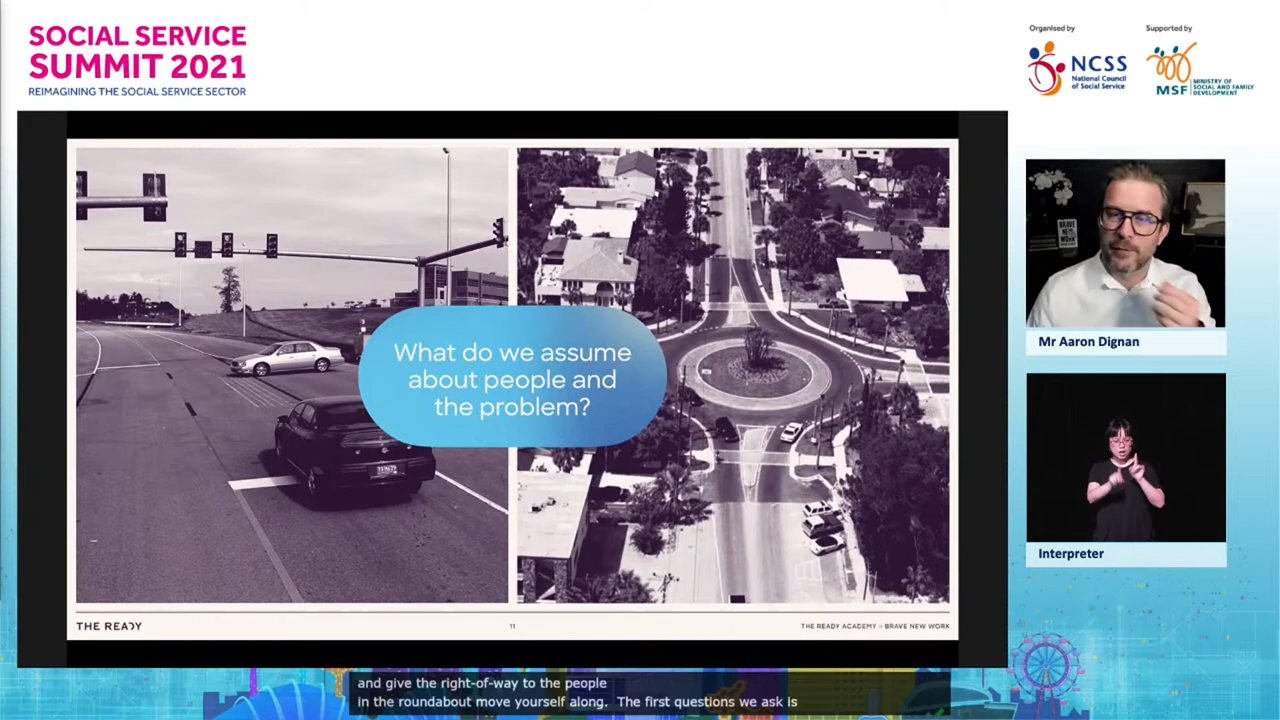 SOCIAL SERVICE
SUMMIT 2021
REIMAGINING THE SOCIAL SERVICE SECTOR
Organised by
NCSS
National Council
of Social Service
Supported by
MSF
MINISTRY OF
SOCIAL AND FAMILY
DEVELOPMENT
What do we assume
about people and
the problem?
THE READY
11
THE READY ACADEMY – BRAVE NEW WORK
BRAVE
NEW
WORK
Mr Aaron Dignan
Interpreter
and give the right-of-way to the people
in the roundabout move yourself along. The first questions we ask is